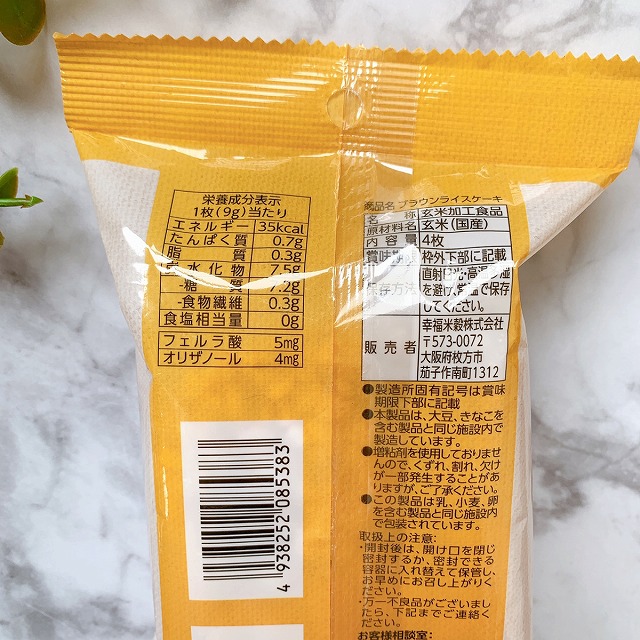 栄養成分表示
1枚(9g)当たり
エネルギー 35kcal
たんぱく質 0.7g
脂質 0.3g
炭水化物 7.5g
-糖質 7.2g
-食物繊維 0.3g
食塩相当量 0g
フェルラ酸 5mg
オリザノール 4mg
4 938252 085383
商品名 ブラウンライスケーキ
名称 玄米加工食品
原材料名 玄米(国産)
内容量 4枚
賞味期限 枠外下部に記載
保存方法 直射日光・高温多湿
を避け、常温で保存
してください。
販売者 幸福米穀株式会社
〒573-0072
大阪府枚方市
茄子作南町1312
●製造所固有記号は賞味
期限下部に記載
●本製品は、大豆、きなこを
含む製品と同じ施設内で
製造しています。
●増粘剤を使用しておりませ
んので、くずれ、割れ、欠け
が一部発生することがあ
りますが、ご了承ください。
●この製品は乳、小麦、卵
を含む製品と同じ施設内
で包装されています。
取扱上の注意:
・開封後は、開け口を閉じ
密封するか、密封できる
容器に入れ替えて保管し、
お早めにお召し上がりく
ださい。
・万一不良品がございまし
たら、下記までご連絡く
ださい。
お客様相談室: